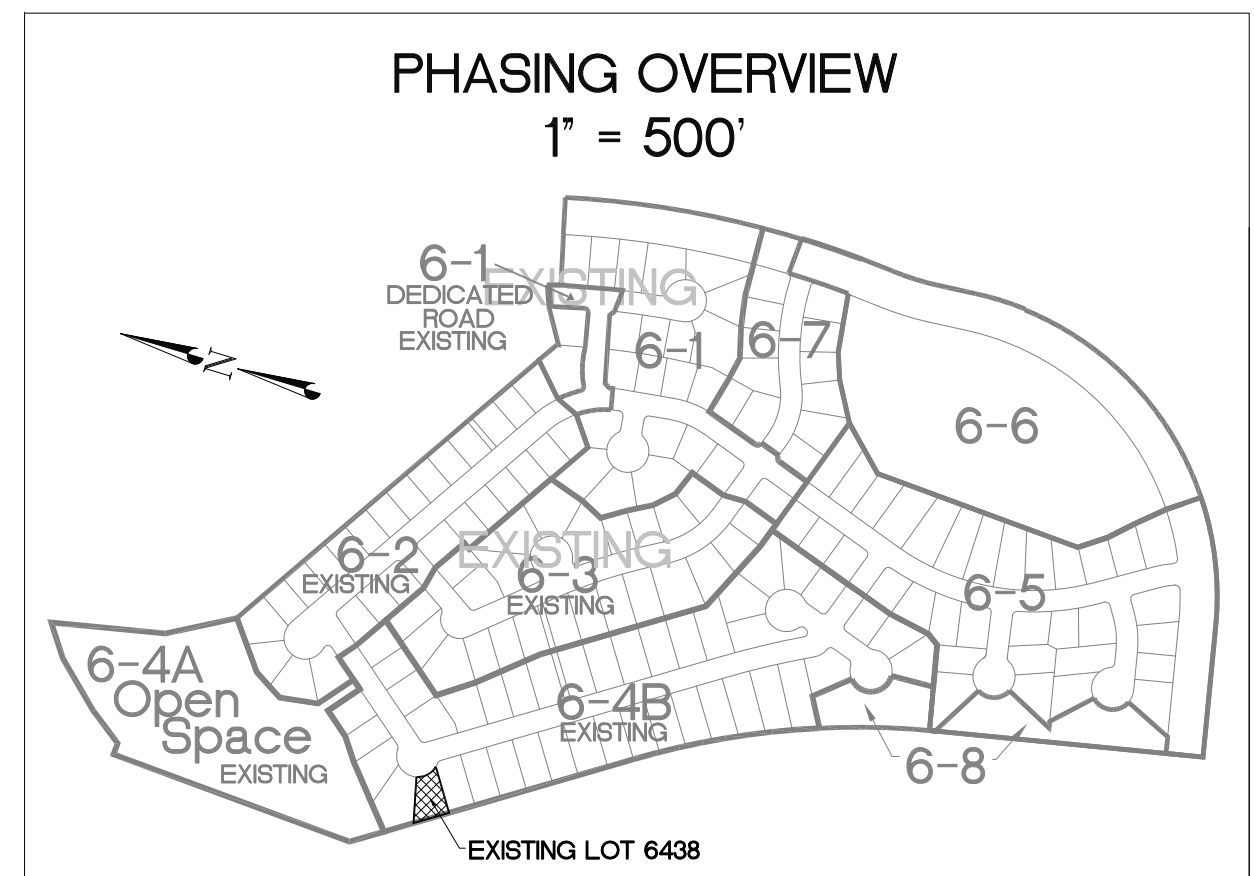 PHASING OVERVIEW
1" = 500'
6-1
EXISTING
DEDICATED
ROAD
EXISTING
6-1
6-7
6-6
N
6-2
EXISTING
EXISTING
6-3
EXISTING
6-5
6-4A
Open
Space
EXISTING
6-4B
EXISTING
6-8
EXISTING LOT 6438